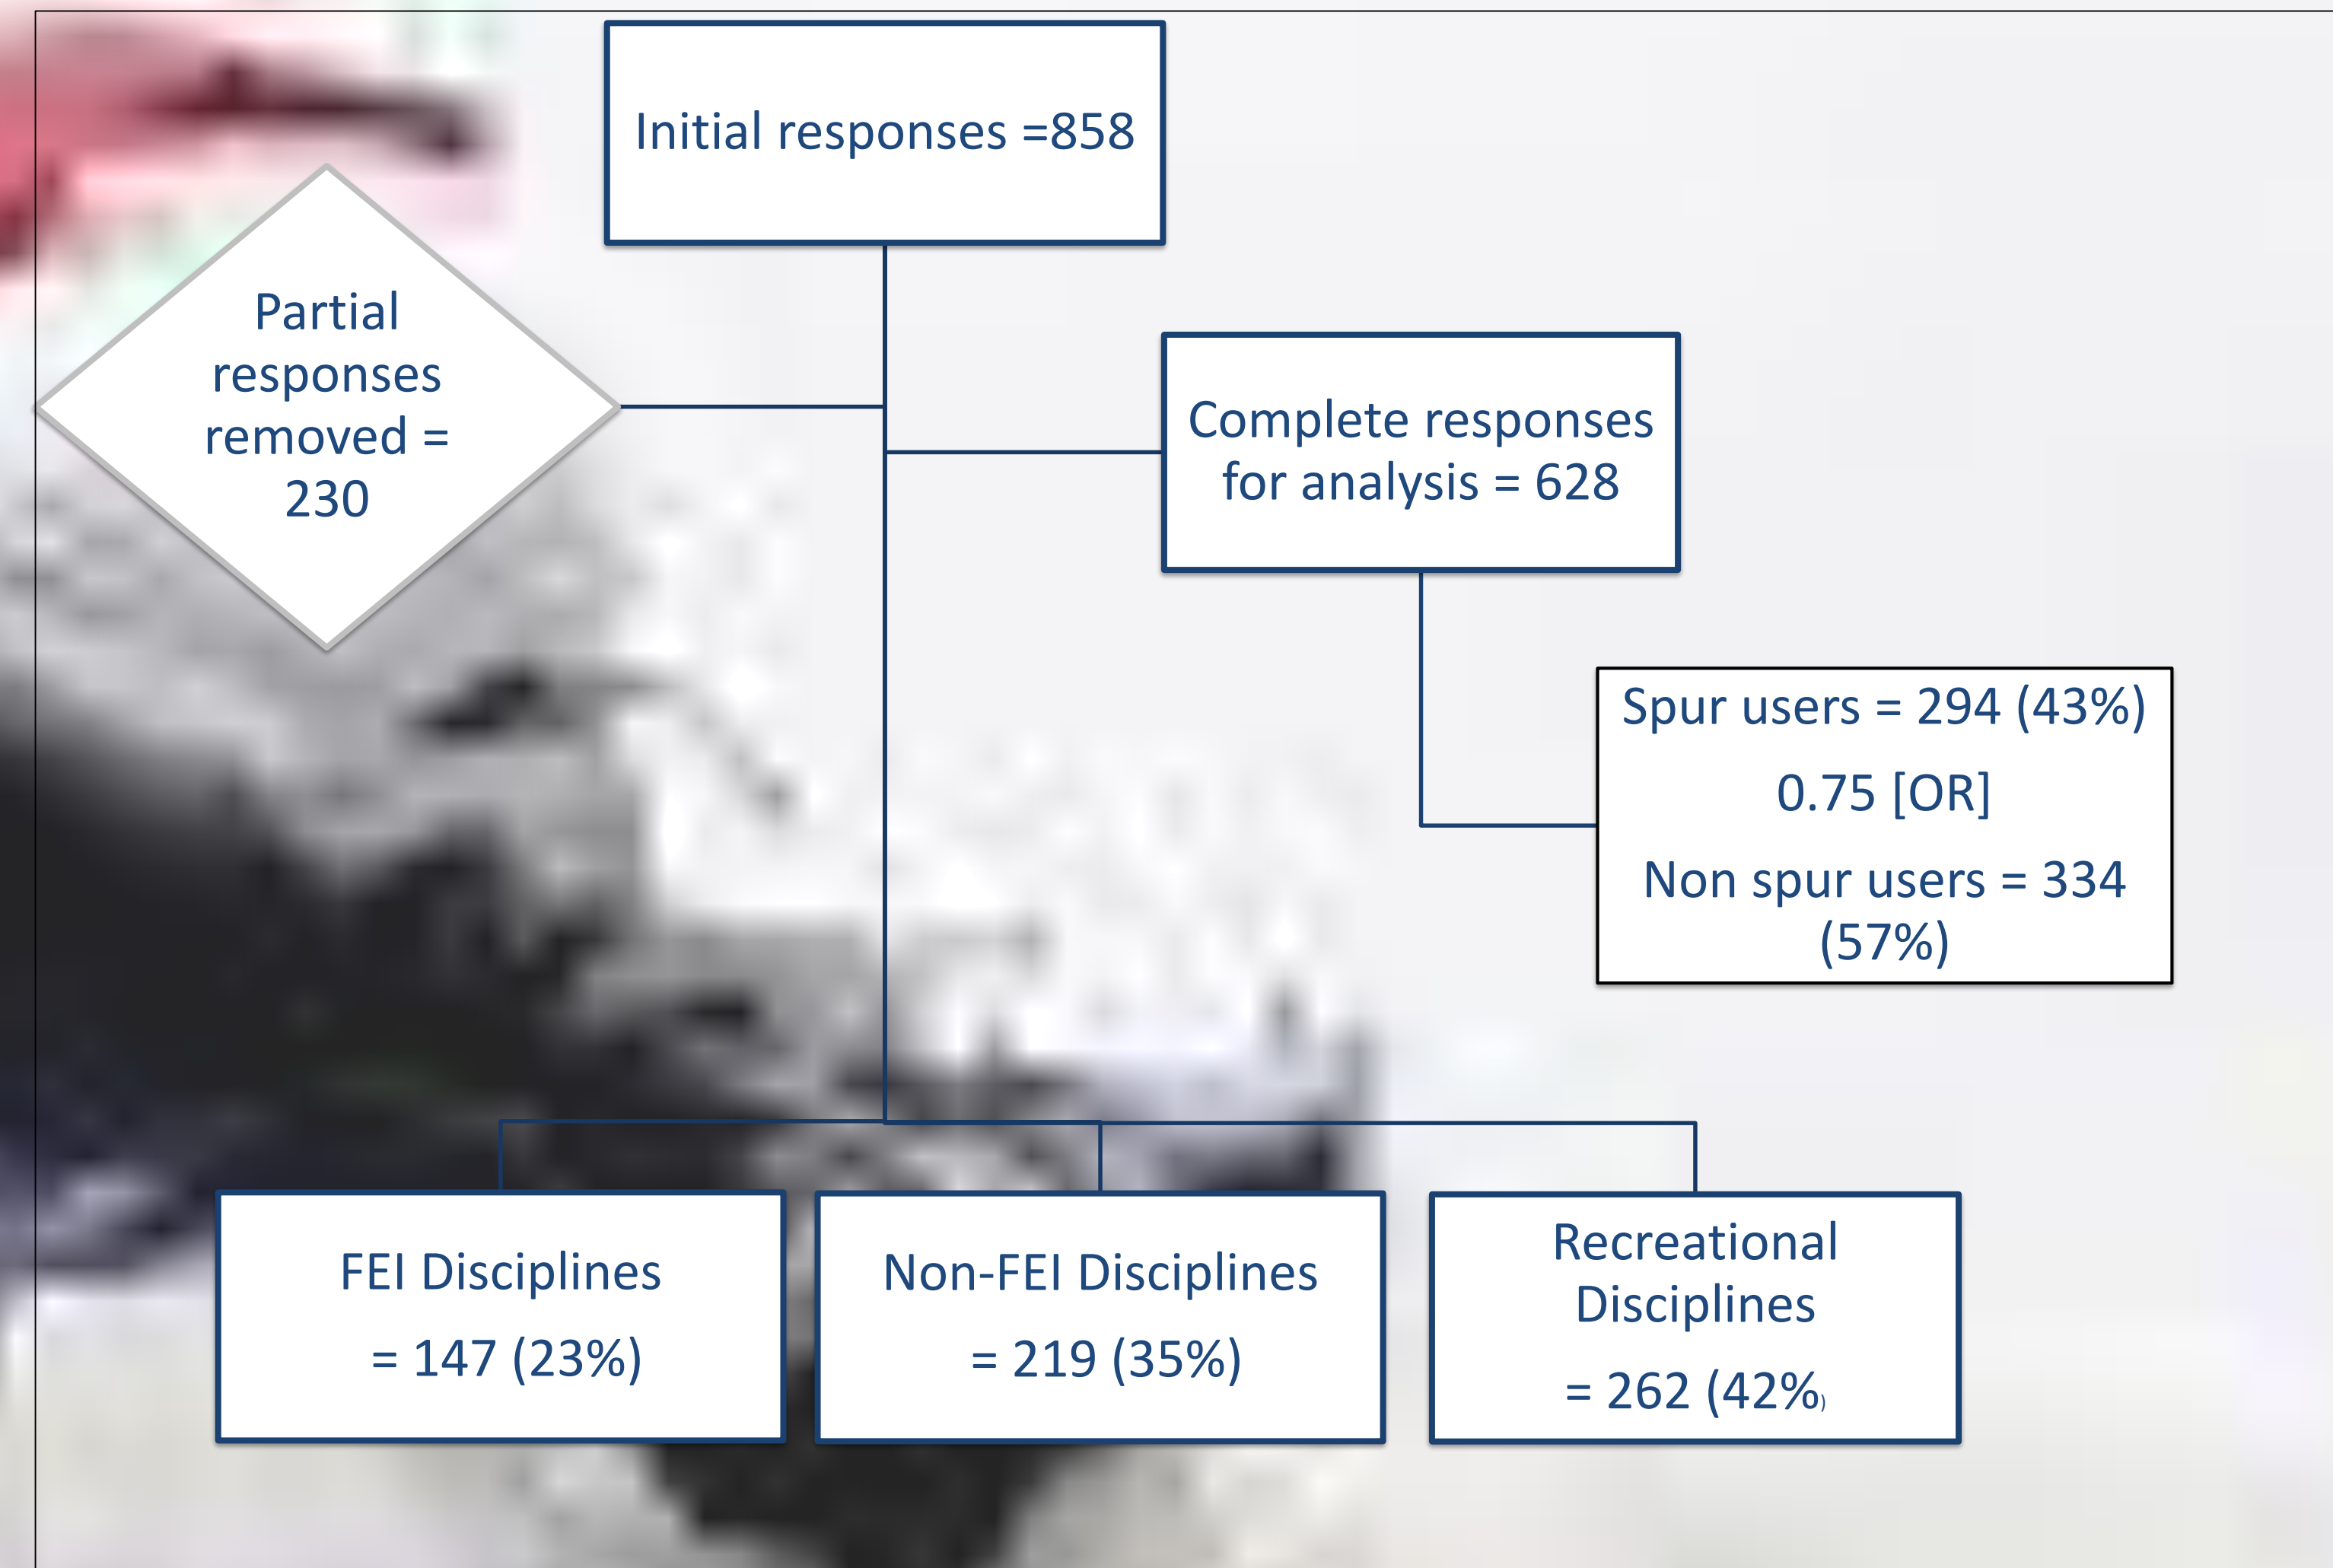 Initial responses =858
Partial
responses
removed =
230
Complete responses
for analysis = 628
Spur users = 294 (43%)
0.75 [OR]
Non spur users = 334
(57%)
FEI Disciplines
= 147 (23%)
Non-FEI Disciplines
= 219 (35%)
Recreational
Disciplines
= 262 (42%)